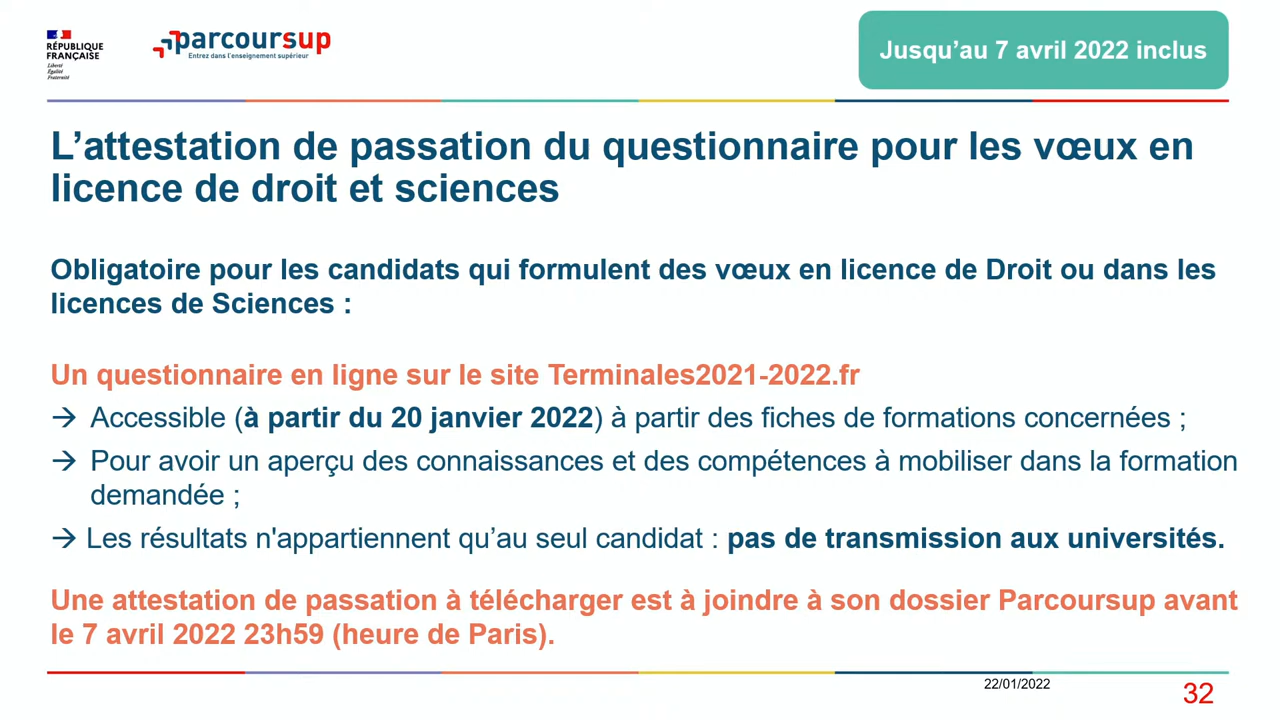 RÉPUBLIQUE
FRANÇAISE
Liberté
Égalité
Fraternité
parcoursup
Entrez dans l'enseignement supérieur
Jusqu'au 7 avril 2022 inclus
L'attestation de passation du questionnaire pour les vœux en
licence de droit et sciences
Obligatoire pour les candidats qui formulent des vœux en licence de Droit ou dans les
licences de Sciences :
Un questionnaire en ligne sur le site Terminales2021-2022.fr
→ Accessible (à partir du 20 janvier 2022) à partir des fiches de formations concernées ;
→ Pour avoir un aperçu des connaissances et des compétences à mobiliser dans la formation
demandée ;
→ Les résultats n'appartiennent qu'au seul candidat : pas de transmission aux universités.
Une attestation de passation à télécharger est à joindre à son dossier Parcoursup avant
le 7 avril 2022 23h59 (heure de Paris).
22/01/2022
32